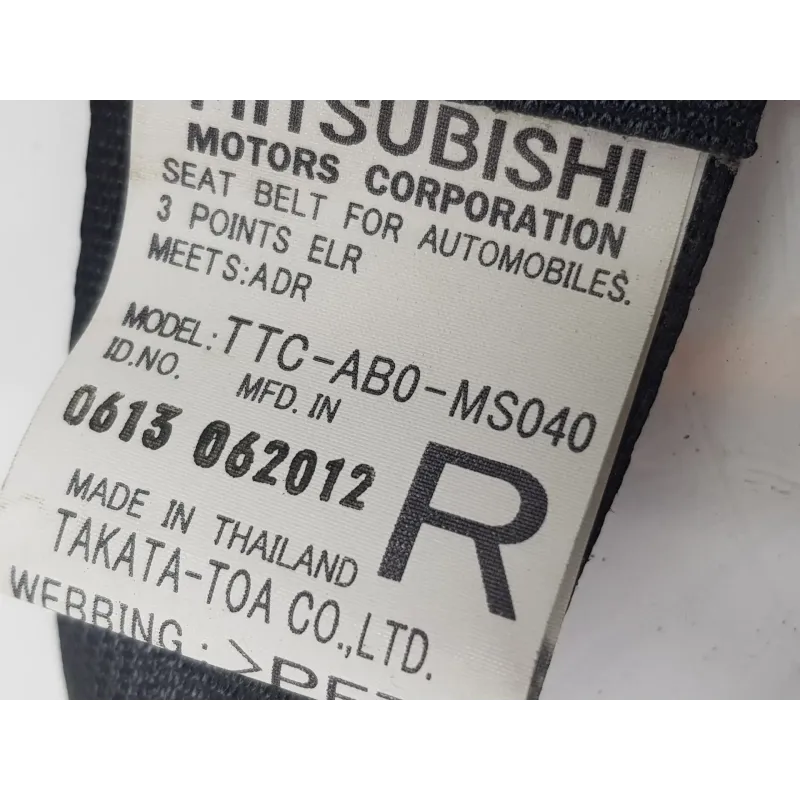 MITSUBISHI
MOTORS CORPORATION
SEAT BELT FOR AUTOMOBILES.
3 POINTS ELR
MEETS:ADR
MODEL: TTC-AB0-MS040
ID.NO. MFD. IN
0613 062012
R
MADE IN THAILAND
TAKATA-TOA CO.,LTD.
WEBBING: >PET